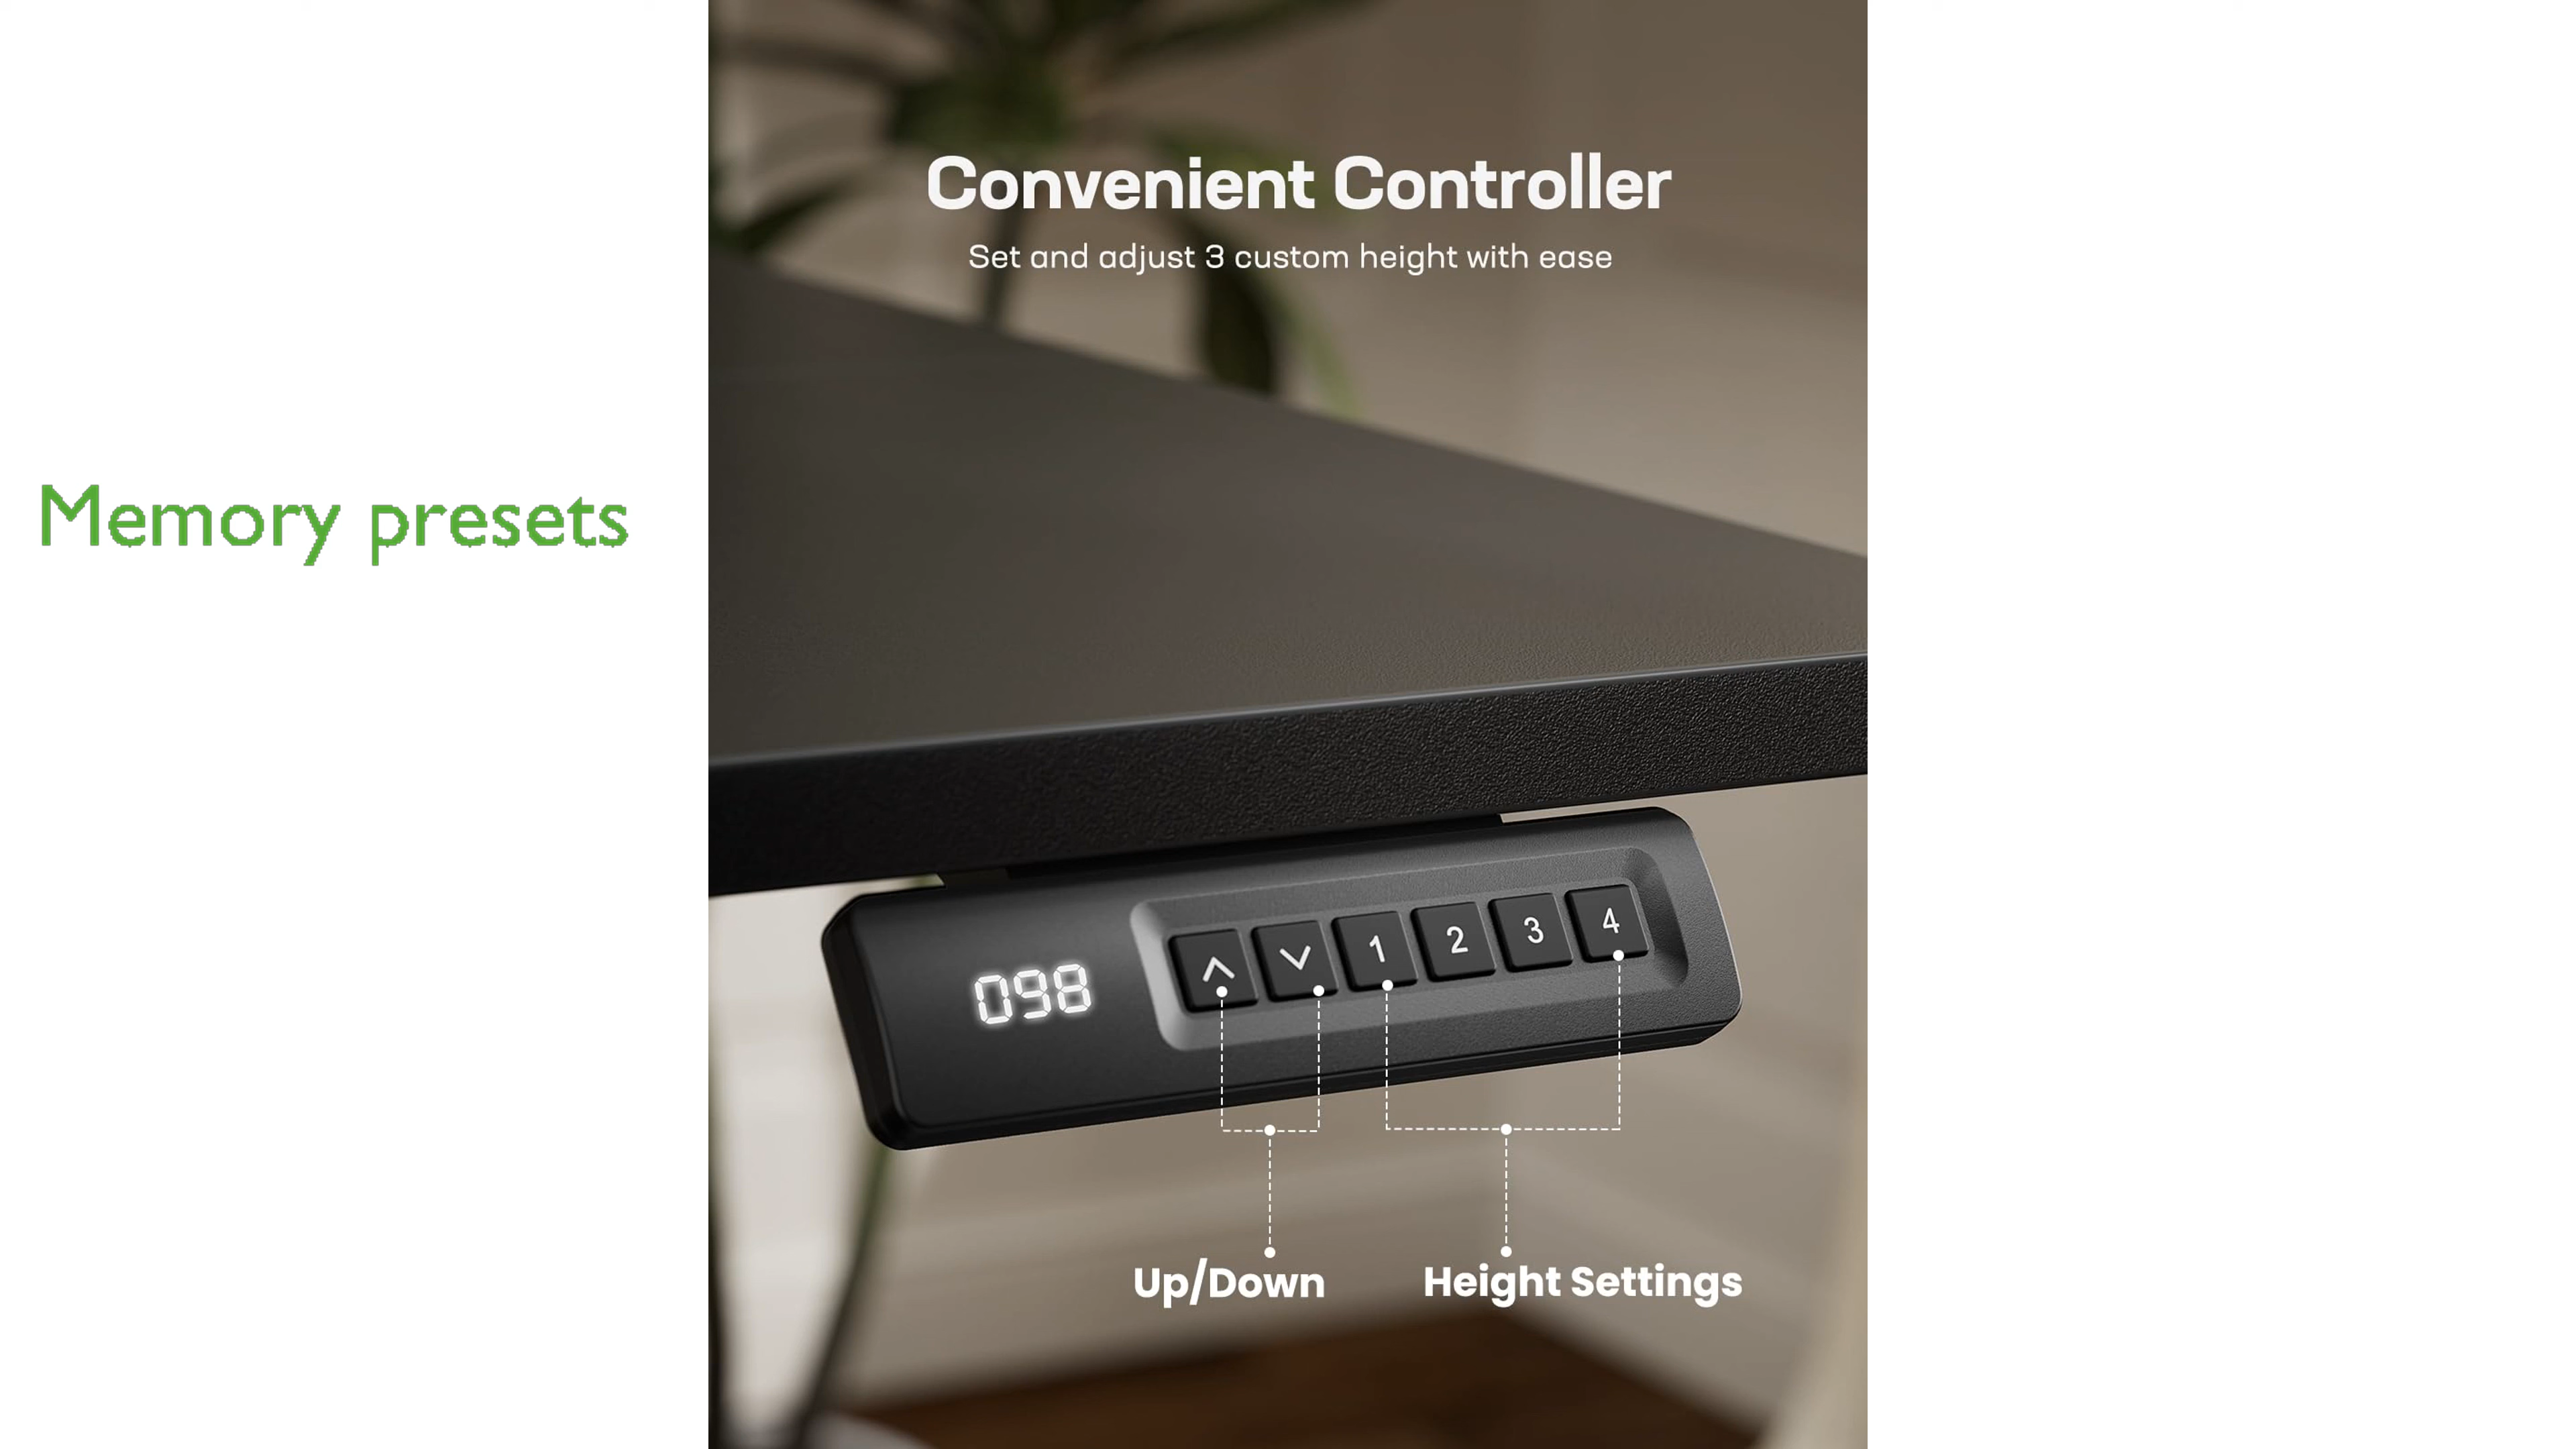 Convenient Controller
Set and adjust 3 custom height with ease
Memory presets
098
1 2 3 4
Up/Down
Height Settings